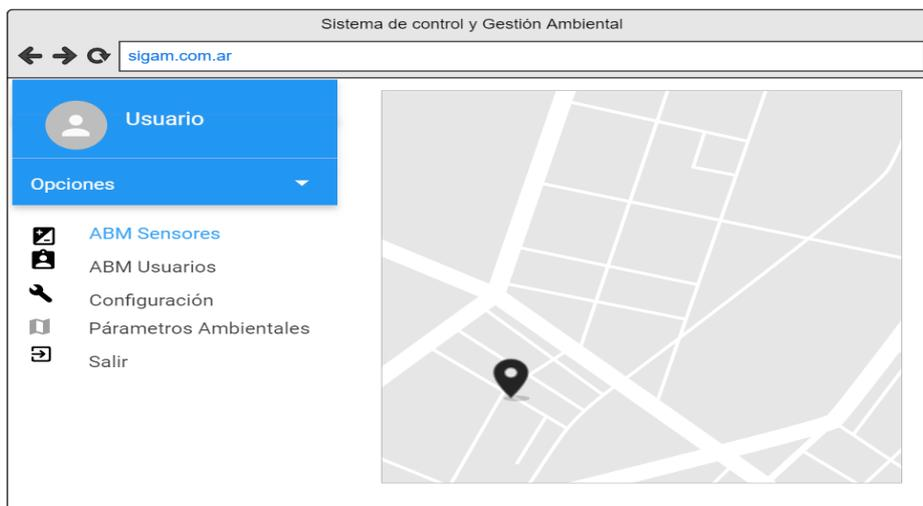 Sistema de control y Gestión Ambiental
sigam.com.ar
Usuario
Opciones
ABM Sensores
ABM Usuarios
Configuración
Párametros Ambientales
Salir